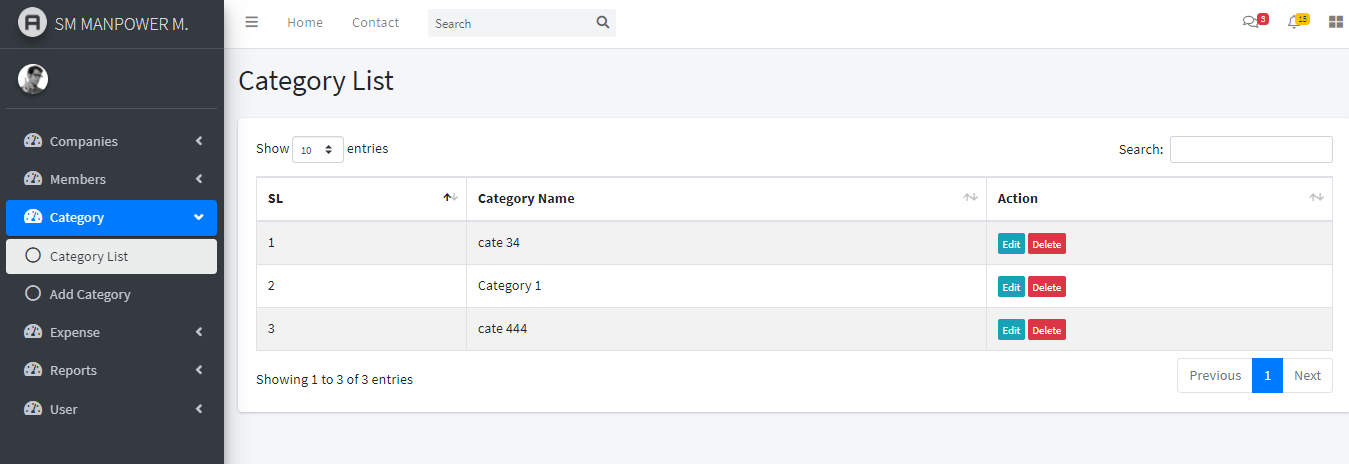 SM MANPOWER M.
Home Contact Search 3 15
Companies
Members
Category
Category List
Add Category
Expense
Reports
User
Category List
Show 10 entries Search:
SL Category Name Action
1 cate 34 Edit Delete
2 Category 1 Edit Delete
3 cate 444 Edit Delete
Showing 1 to 3 of 3 entries Previous 1 Next